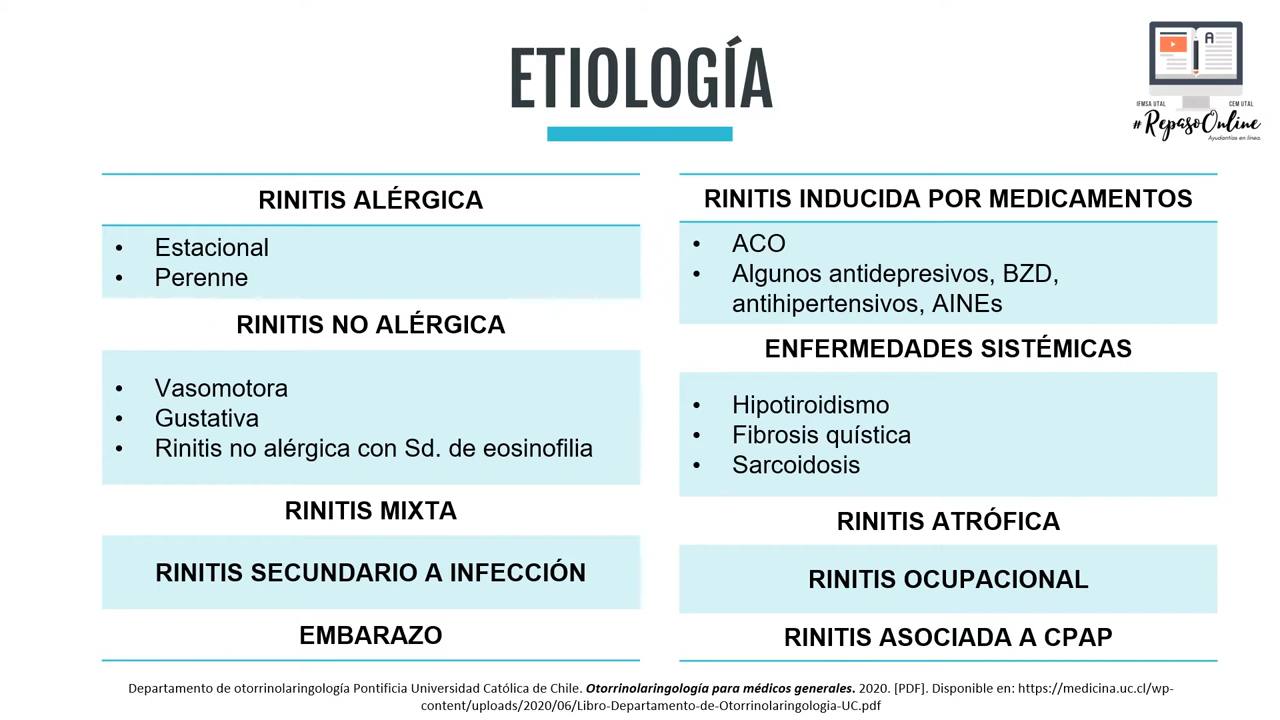 ETIOLOGÍA
A
IFMSA UTAL
CEM UTAL
#RepasoOnline
Ayudantías en línea.
RINITIS ALÉRGICA
• Estacional
• Perenne
RINITIS NO ALÉRGICA
• Vasomotora
• Gustativa
• Rinitis no alérgica con Sd. de eosinofilia
RINITIS MIXTA
RINITIS SECUNDARIO A INFECCIÓN
EMBARAZO
RINITIS INDUCIDA POR MEDICAMENTOS
• ACO
• Algunos antidepresivos, BZD,
antihipertensivos, AINEs
ENFERMEDADES SISTÉMICAS
• Hipotiroidismo
• Fibrosis quística
• Sarcoidosis
RINITIS ATRÓFICA
RINITIS OCUPACIONAL
RINITIS ASOCIADA A CPAP
Departamento de otorrinolaringología Pontificia Universidad Católica de Chile. Otorrinolaringología para médicos generales. 2020. [PDF]. Disponible en: https://medicina.uc.cl/wp-
content/uploads/2020/06/Libro-Departamento-de-Otorrinolaringologia-UC.pdf